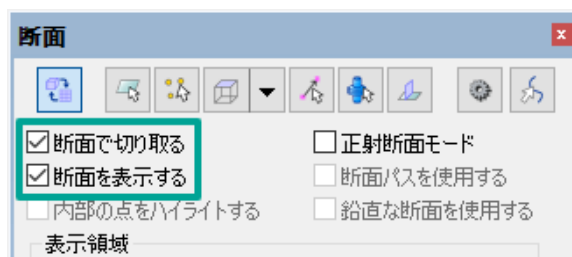 断面
断面で切り取る
正射断面モード
断面を表示する
断面パスを使用する
内部の点をハイライトする
鉛直な断面を使用する
表示領域